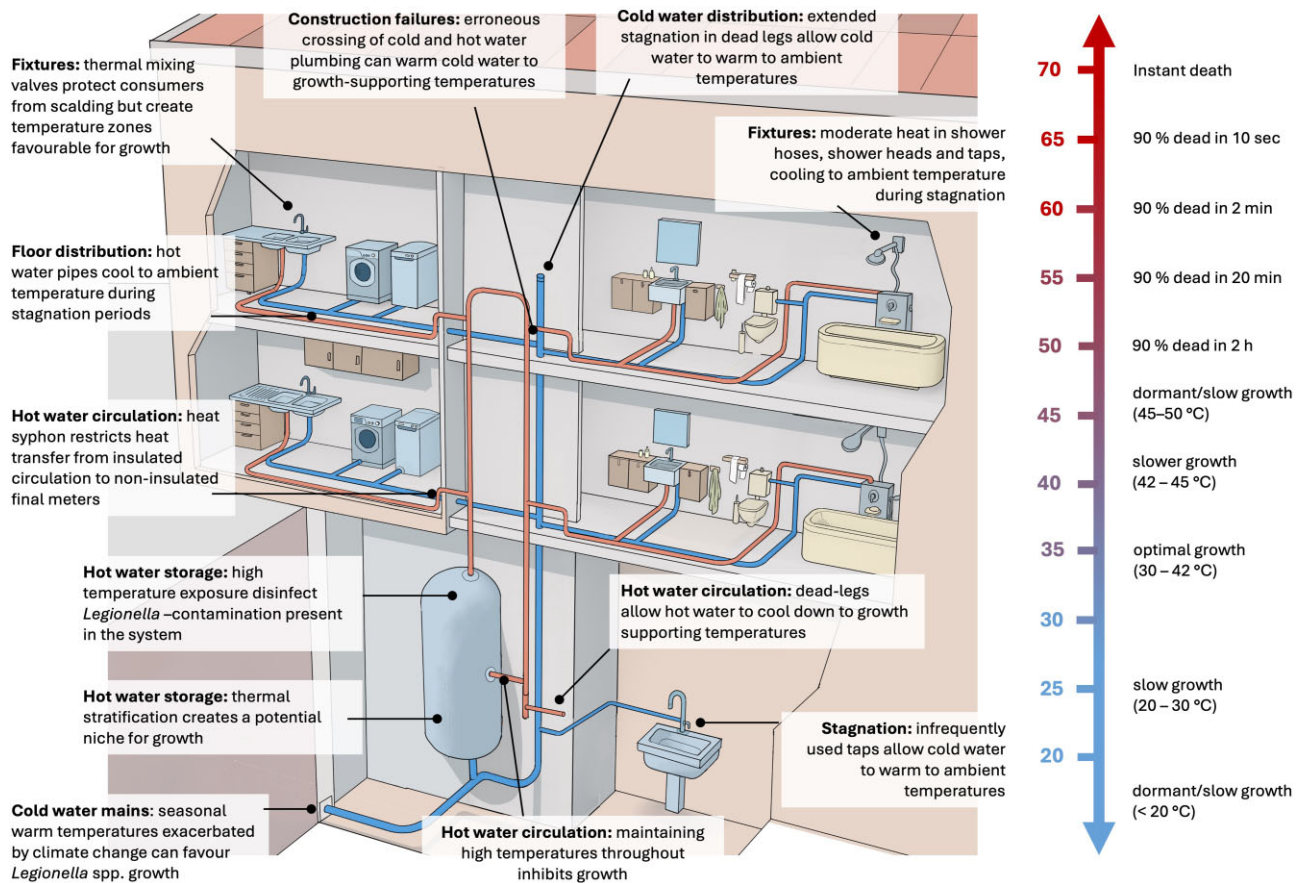 Construction failures: erroneous
crossing of cold and hot water
plumbing can warm cold water to
growth-supporting temperatures
Cold water distribution: extended
stagnation in dead legs allow cold
water to warm to ambient
temperatures
Fixtures: thermal mixing
valves protect consumers
from scalding but create
temperature zones
favourable for growth
Fixtures: moderate heat in shower
hoses, shower heads and taps,
cooling to ambient temperature
during stagnation
Floor distribution: hot
water pipes cool to ambient
temperature during
stagnation periods
Hot water circulation: heat
syphon restricts heat
transfer from insulated
circulation to non-insulated
final meters
Hot water storage: high
temperature exposure disinfect
Legionella –contamination present
in the system
Hot water circulation: dead-legs
allow hot water to cool down to growth
supporting temperatures
Hot water storage: thermal
stratification creates a potential
niche for growth
Stagnation: infrequently
used taps allow cold water
to warm to ambient
temperatures
Cold water mains: seasonal
warm temperatures exacerbated
by climate change can favour
Legionella spp. growth
Hot water circulation: maintaining
high temperatures throughout
inhibits growth
70 Instant death
65 90 % dead in 10 sec
60 90 % dead in 2 min
55 90 % dead in 20 min
50 90 % dead in 2 h
dormant/slow growth
45 (45–50 °C)
slower growth
40 (42 – 45 °C)
35 optimal growth
(30 – 42 °C)
30
25 slow growth
(20 – 30 °C)
20
dormant/slow growth
(< 20 °C)